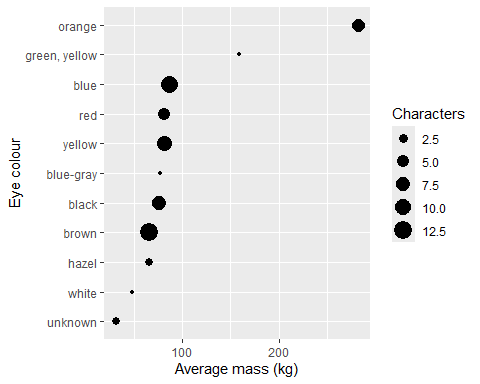 orange
green, yellow
blue
red
yellow
blue-gray
black
brown
hazel
white
unknown
Eye colour
100
200
Average mass (kg)
Characters
2.5
5.0
7.5
10.0
12.5